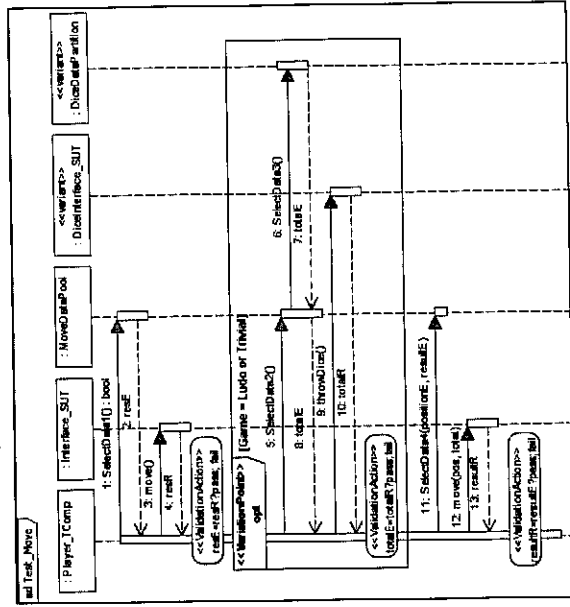 sd Test_Move
: Player_TComp
: Interface_SUT
: MoveDataPool
<<variant>>
: DiceInterface_SUT
<<variant>>
: DiceDataPartition
1: SelectData1() : bool
2: resE
3: move()
4: resR
<<ValidationAction>>
resE=resR?pass; fail
<<VariationPoint>>
opt
[Game = Ludo or Trivial]
5: SelectData2()
6: SelectData3()
7: totalE
8: totalE
9: throwDice()
10: totalR
<<ValidationAction>>
totalE=totalR?pass; fail
11: SelectData4(positionE, resultE)
12: move(pos, total)
13: resultR
<<ValidationAction>>
resultR=resultE?pass; fail